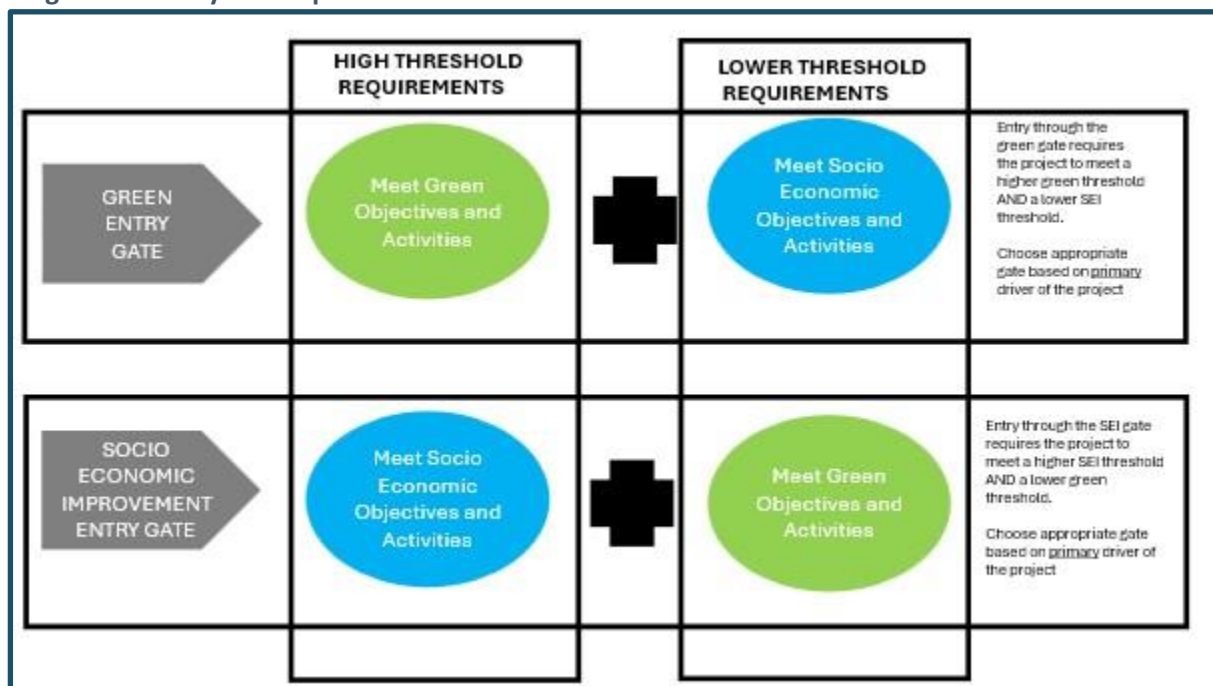 HIGH THRESHOLD
REQUIREMENTS
LOWER THRESHOLD
REQUIREMENTS
GREEN
ENTRY
GATE
Meet Green
Objectives and
Activities
Meet Socio
Economic
Objectives and
Activities
Entry through the
green gate requires
the project to meet a
higher green threshold
AND a lower SEI
threshold.
Choose appropriate
gate based on primary
driver of the project
SOCIO
ECONOMIC
IMPROVEMENT
ENTRY GATE
Meet Socio
Economic
Objectives and
Activities
Meet Green
Objectives and
Activities
Entry through the SEI gate
requires the project to
meet a higher SEI threshold
AND a lower green
threshold.
Choose appropriate gate
based on primary driver of
the project